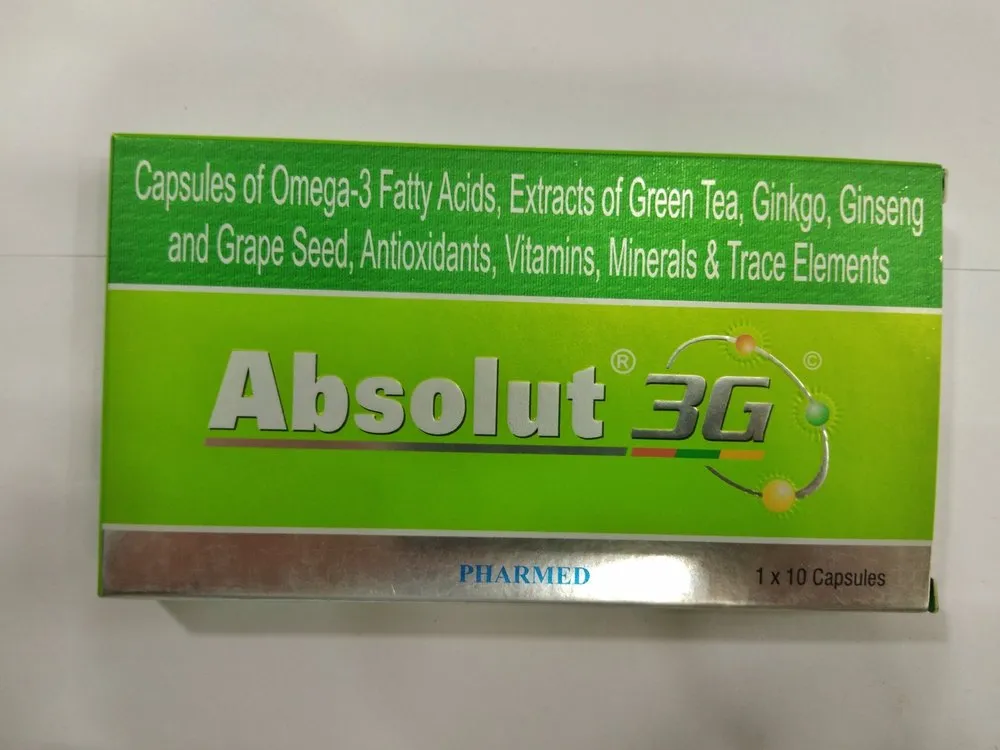 Capsules of Omega-3 Fatty Acids, Extracts of Green Tea, Ginkgo, Ginseng
and Grape Seed, Antioxidants, Vitamins, Minerals & Trace Elements
Absolut® 3G ©
PHARMED
1 x 10 Capsules